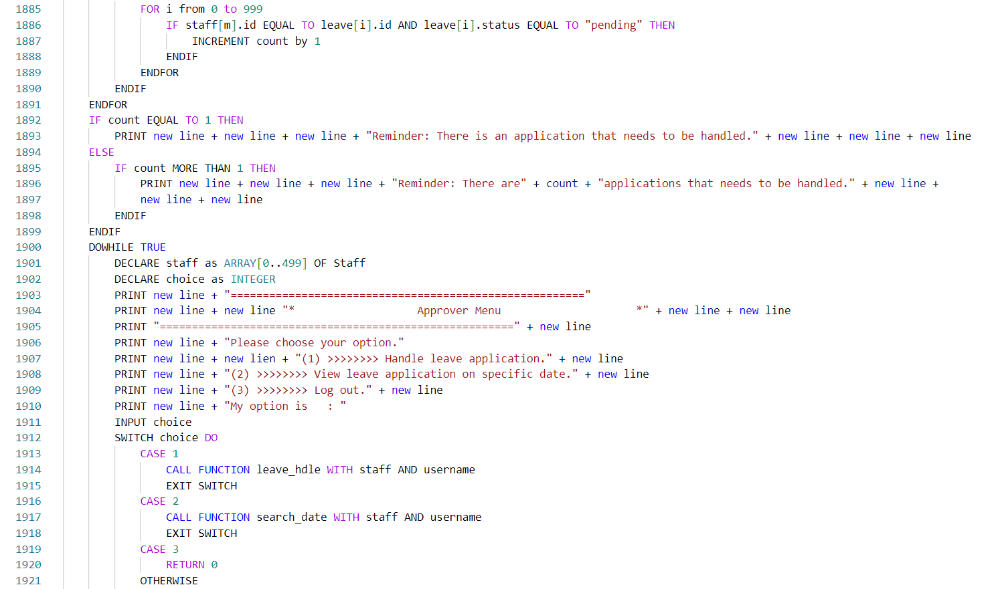 1885 FOR i from 0 to 999
1886 IF staff[m].id EQUAL TO leave[i].id AND leave[i].status EQUAL TO "pending" THEN
1887 INCREMENT count by 1
1888 ENDIF
1889 ENDFOR
1890 ENDIF
1891 ENDFOR
1892 IF count EQUAL TO 1 THEN
1893 PRINT new line + new line + new line + "Reminder: There is an application that needs to be handled." + new line + new line + new line
1894 ELSE
1895 IF count MORE THAN 1 THEN
1896 PRINT new line + new line + new line + "Reminder: There are" + count + "applications that needs to be handled." + new line +
1897 new line + new line
1898 ENDIF
1899 ENDIF
1900 DOWHILE TRUE
1901 DECLARE staff as ARRAY[0..499] OF Staff
1902 DECLARE choice as INTEGER
1903 PRINT new line + "======================================================="
1904 PRINT new line + new line "*                   Approver Menu                     *" + new line + new line
1905 PRINT "=======================================================" + new line
1906 PRINT new line + "Please choose your option."
1907 PRINT new line + new lien + "(1) >>>>>>>> Handle leave application." + new line
1908 PRINT new line + "(2) >>>>>>>> View leave application on specific date." + new line
1909 PRINT new line + "(3) >>>>>>>> Log out." + new line
1910 PRINT new line + "My option is   : "
1911 INPUT choice
1912 SWITCH choice DO
1913 CASE 1
1914 CALL FUNCTION leave_hdle WITH staff AND username
1915 EXIT SWITCH
1916 CASE 2
1917 CALL FUNCTION search_date WITH staff AND username
1918 EXIT SWITCH
1919 CASE 3
1920 RETURN 0
1921 OTHERWISE